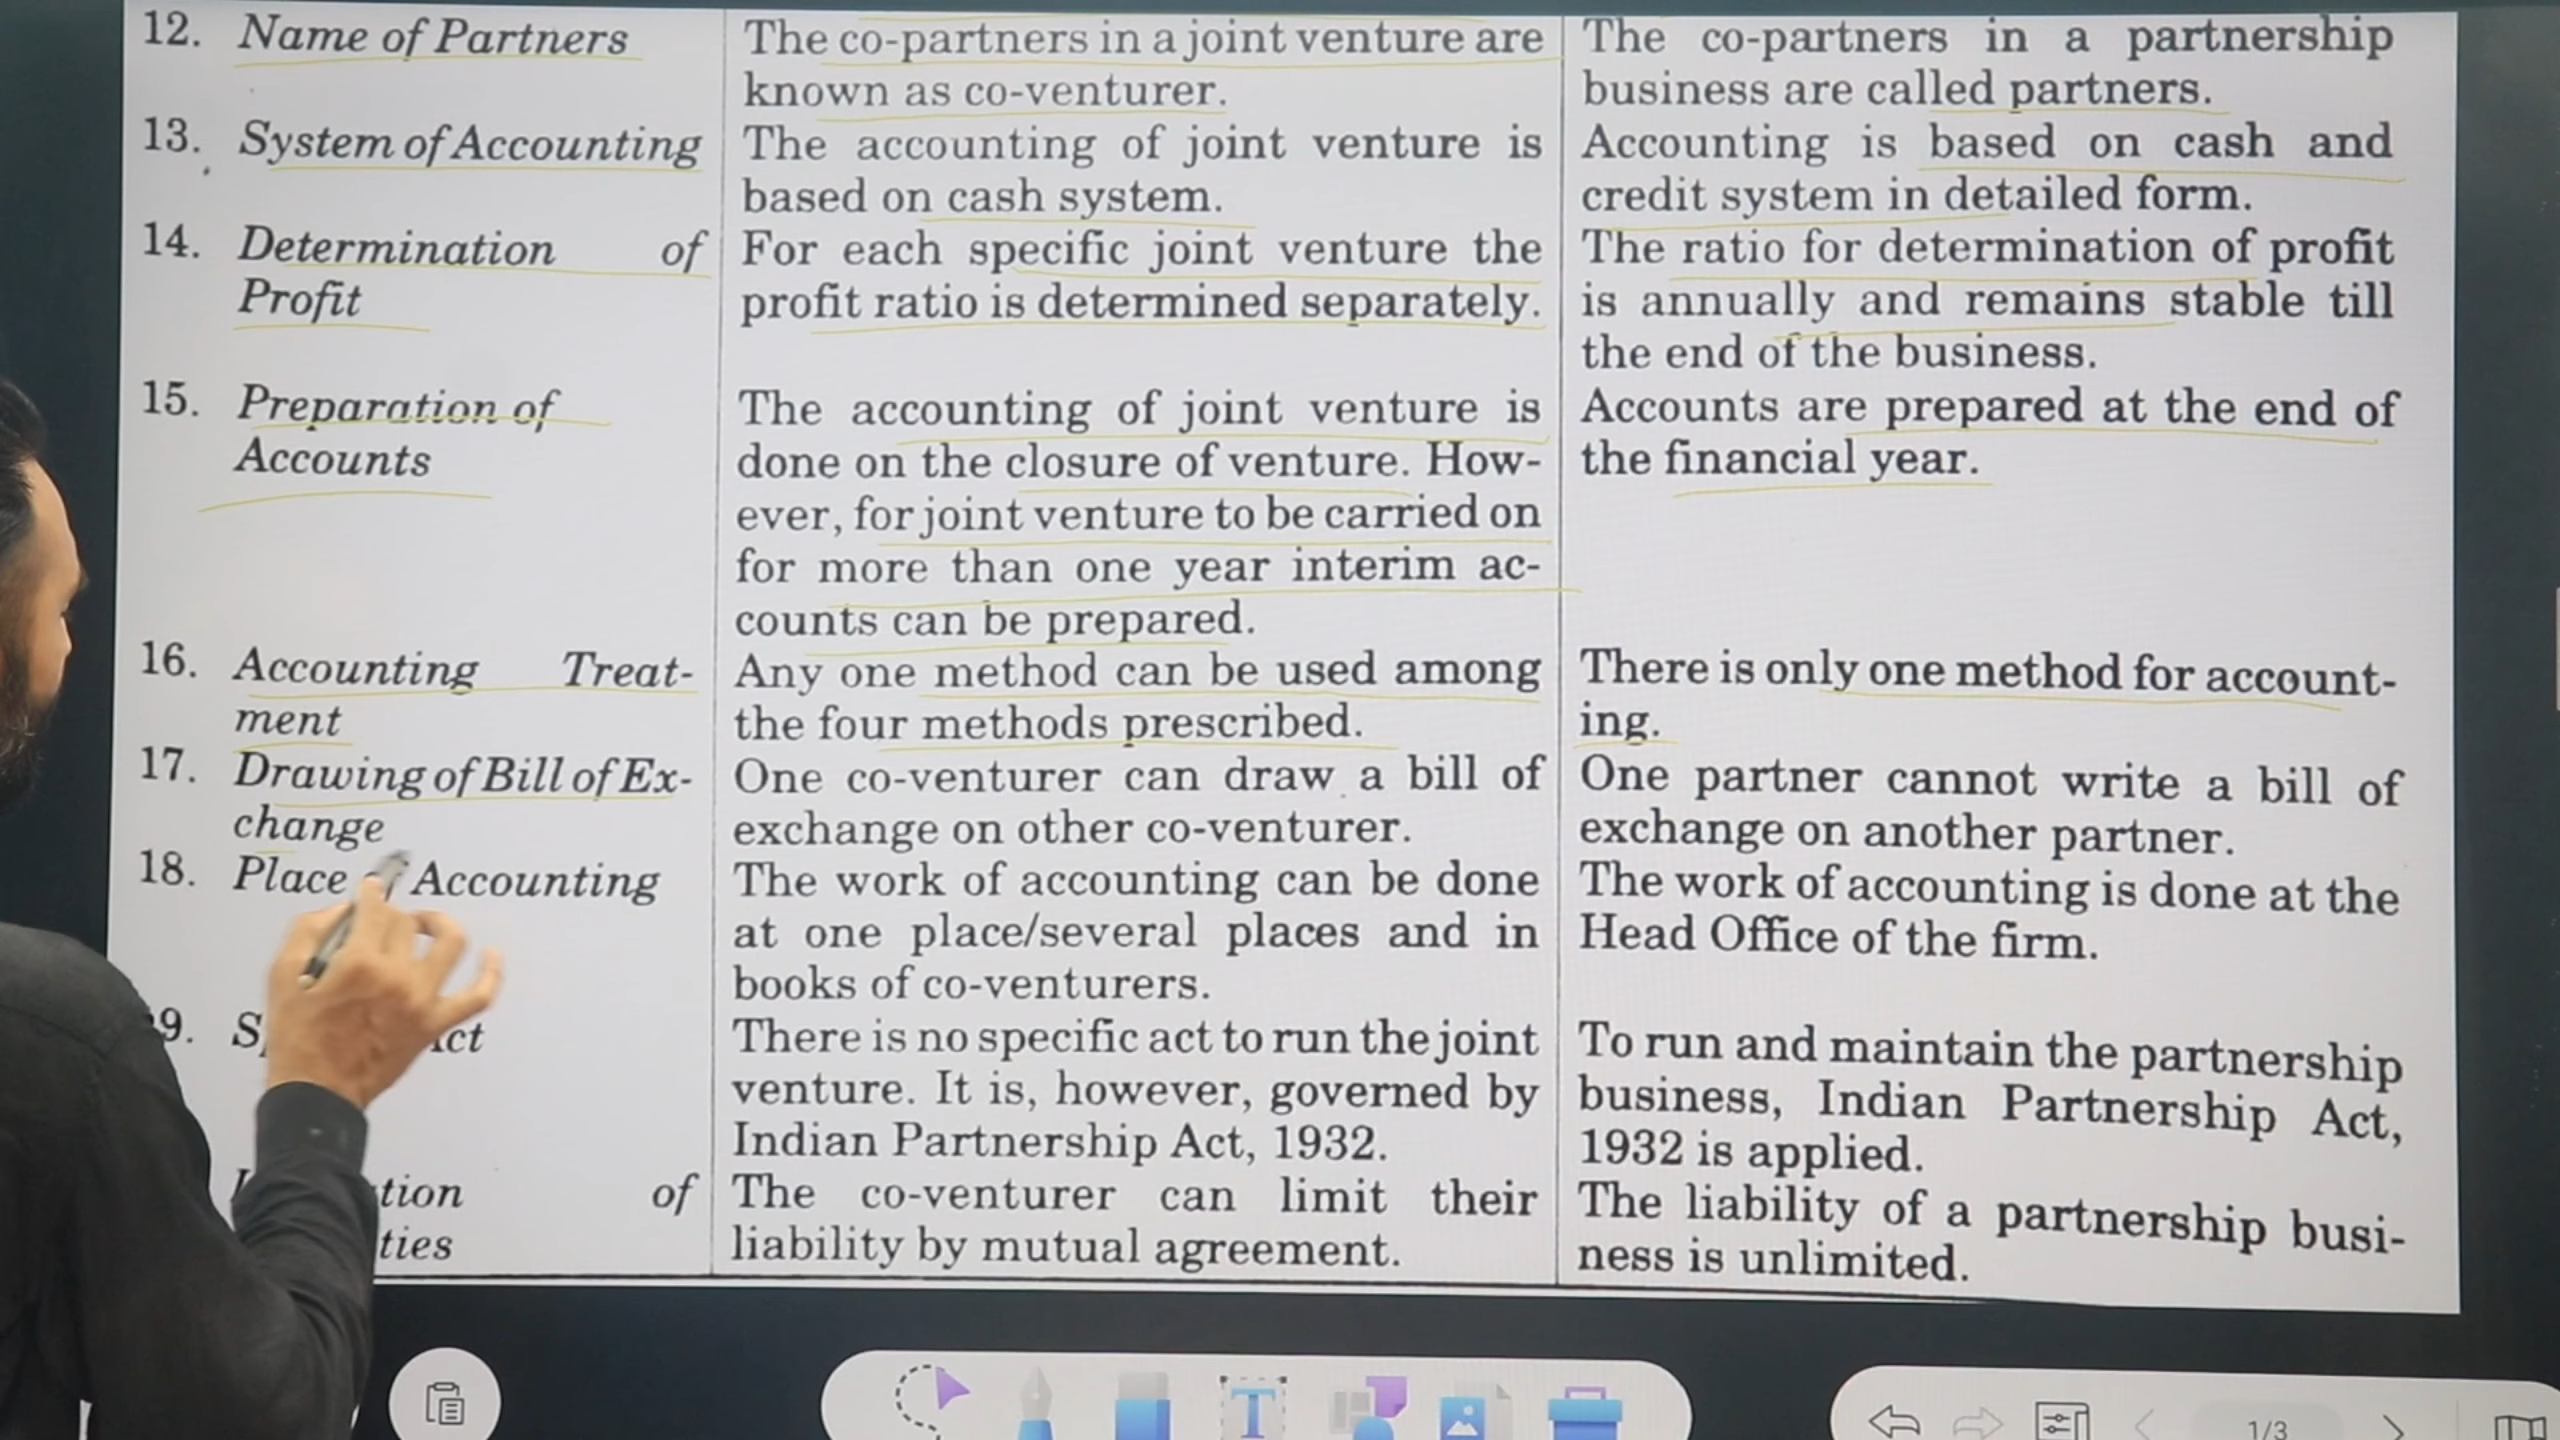 12. Name of Partners
The co-partners in a joint venture are
known as co-venturer.
The co-partners in a partnership
business are called partners.
13. System of Accounting
The accounting of joint venture is
based on cash system.
Accounting is based on cash and
credit system in detailed form.
14. Determination of
Profit
For each specific joint venture the
profit ratio is determined separately.
The ratio for determination of profit
is annually and remains stable till
the end of the business.
15. Preparation of
Accounts
The accounting of joint venture is
done on the closure of venture. How-
ever, for joint venture to be carried on
for more than one year interim ac-
counts can be prepared.
Accounts are prepared at the end of
the financial year.
16. Accounting Treat-
ment
Any one method can be used among
the four methods prescribed.
There is only one method for account-
ing.
17. Drawing of Bill of Ex-
change
One co-venturer can draw a bill of
exchange on other co-venturer.
One partner cannot write a bill of
exchange on another partner.
18. Place Accounting
The work of accounting can be done
at one place/several places and in
books of co-venturers.
The work of accounting is done at the
Head Office of the firm.
9.
There is no specific act to run the joint
venture. It is, however, governed by
Indian Partnership Act, 1932.
To run and maintain the partnership
business, Indian Partnership Act,
1932 is applied.
of
The co-venturer can limit their
liability by mutual agreement.
The liability of a partnership busi-
ness is unlimited.
T
1/3